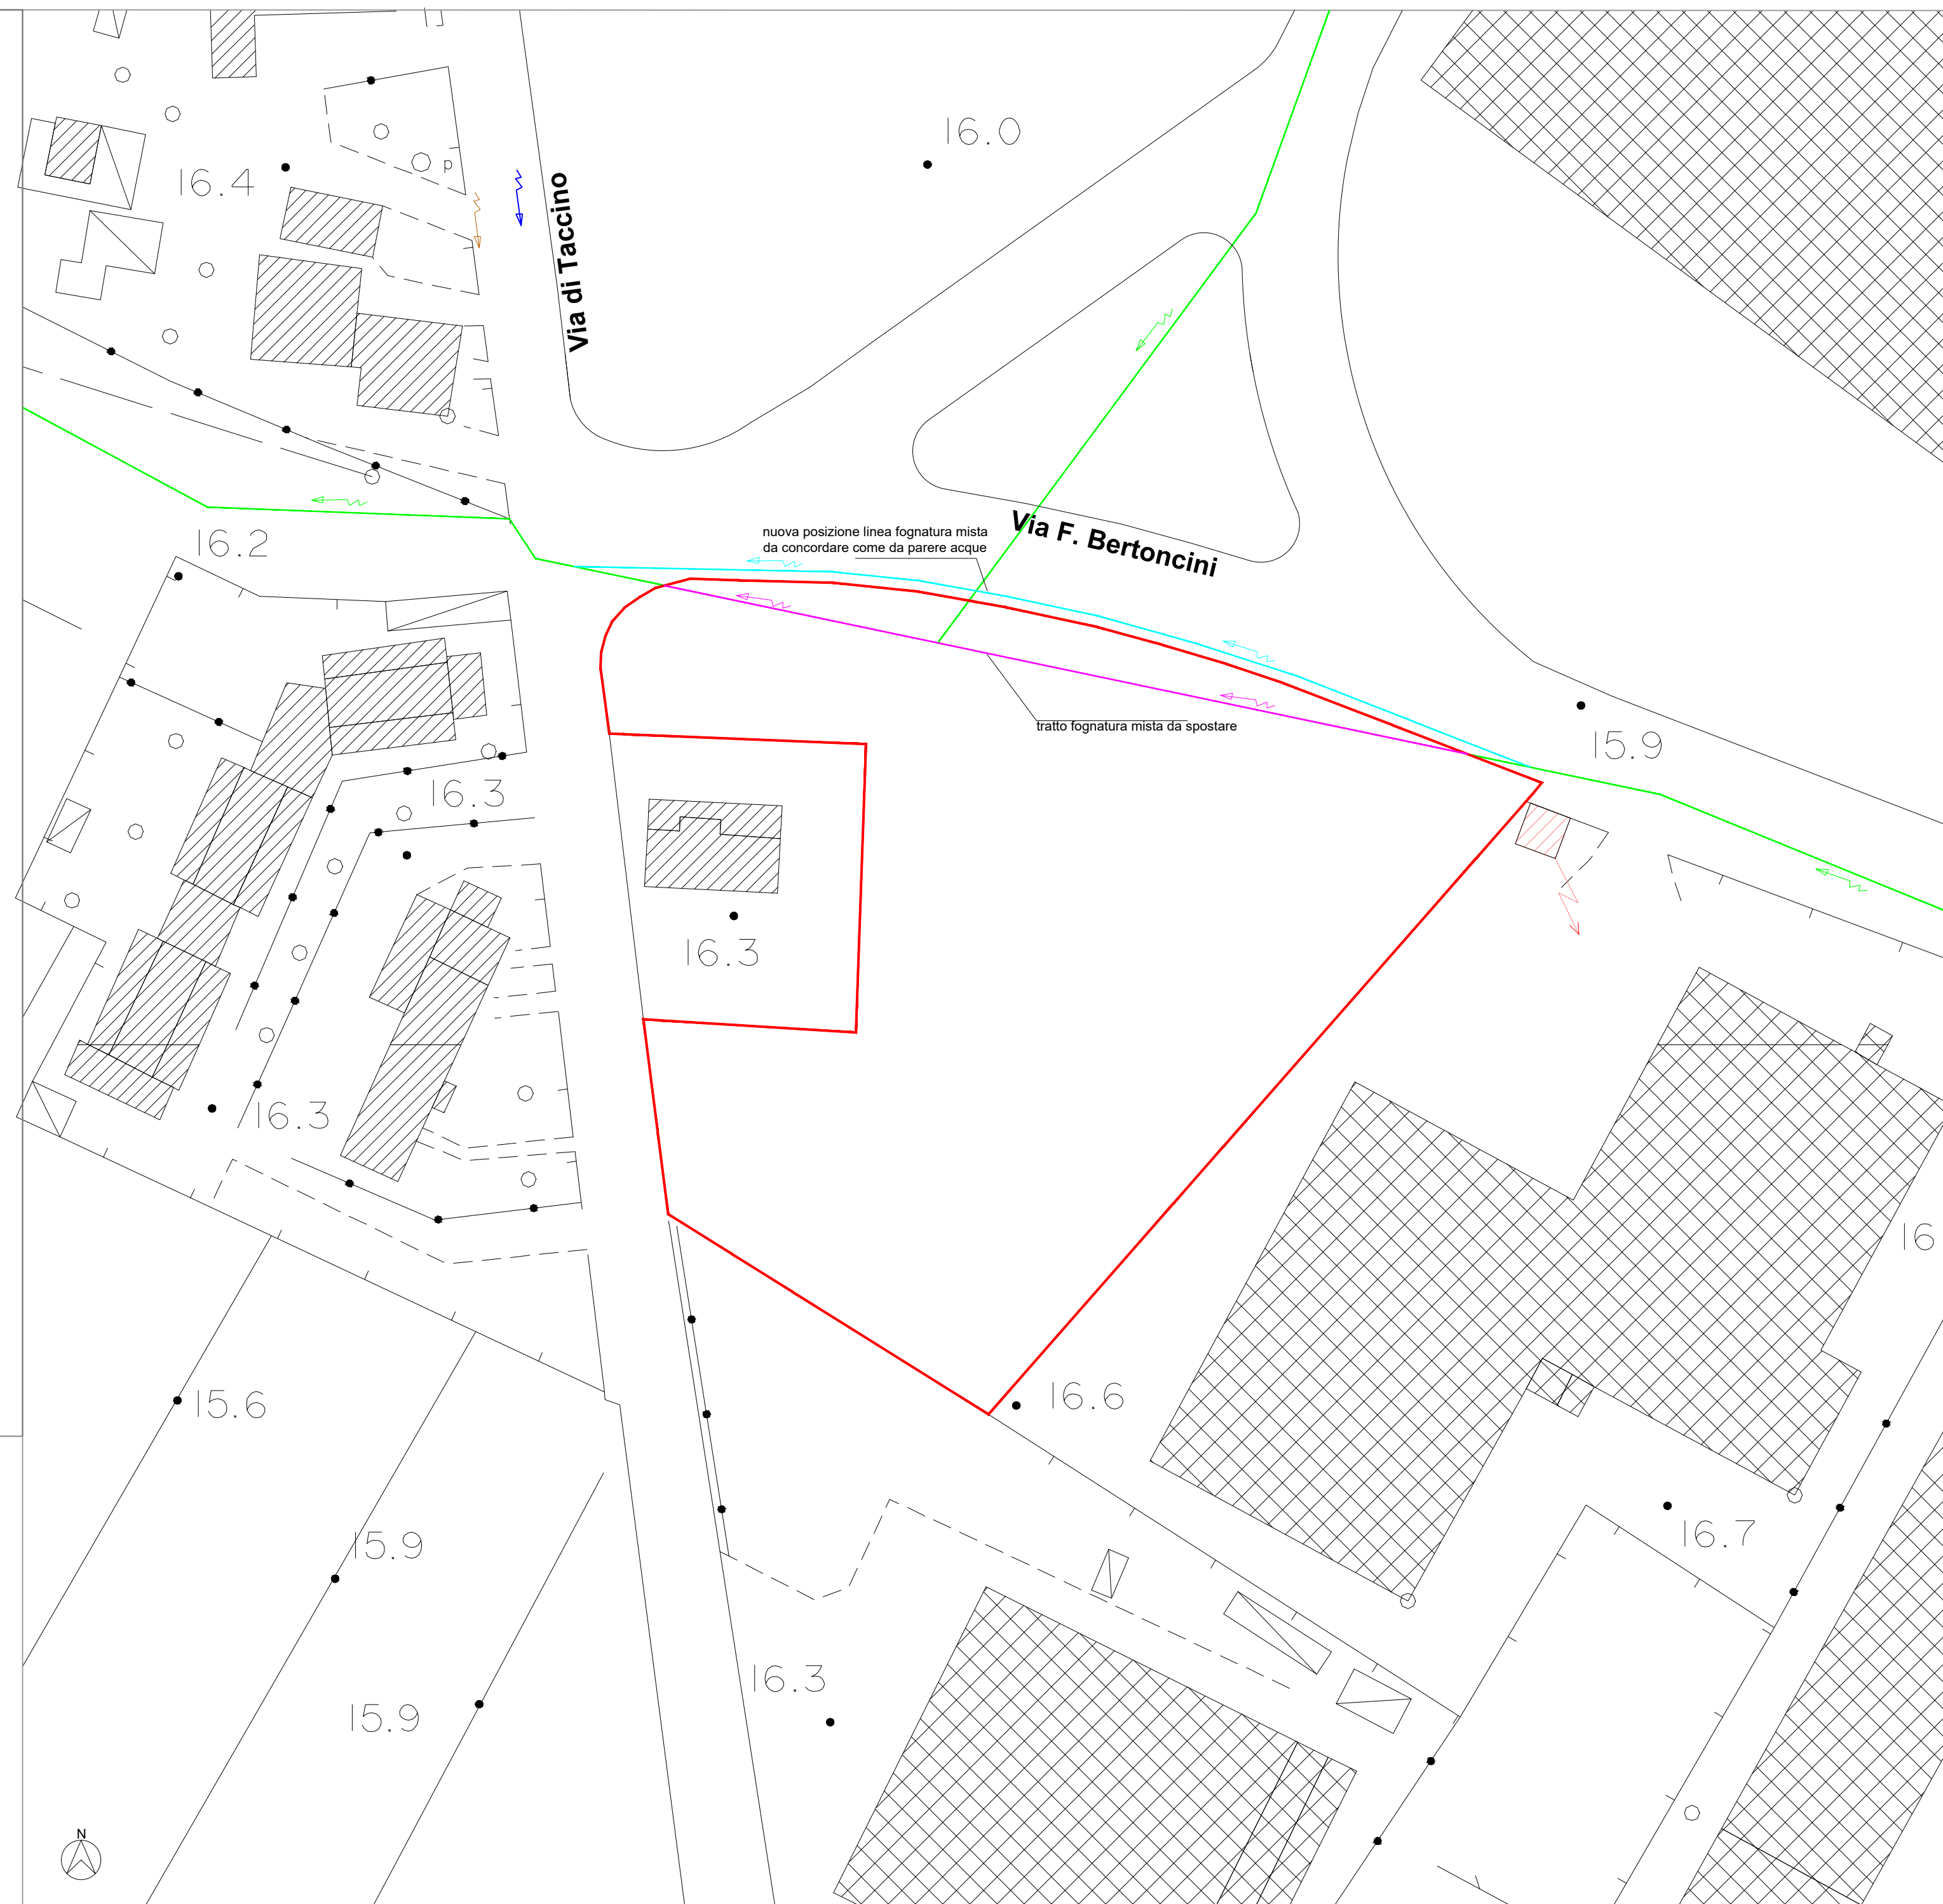 16.0
p
16.4
Via di Taccino
nuova posizione linea fognatura mista
da concordare come da parere acque
Via F. Bertoncini
16.2
tratto fognatura mista da spostare
15.9
16.3
16.3
16.3
16
16.6
15.6
16.7
15.9
16.3
15.9
N